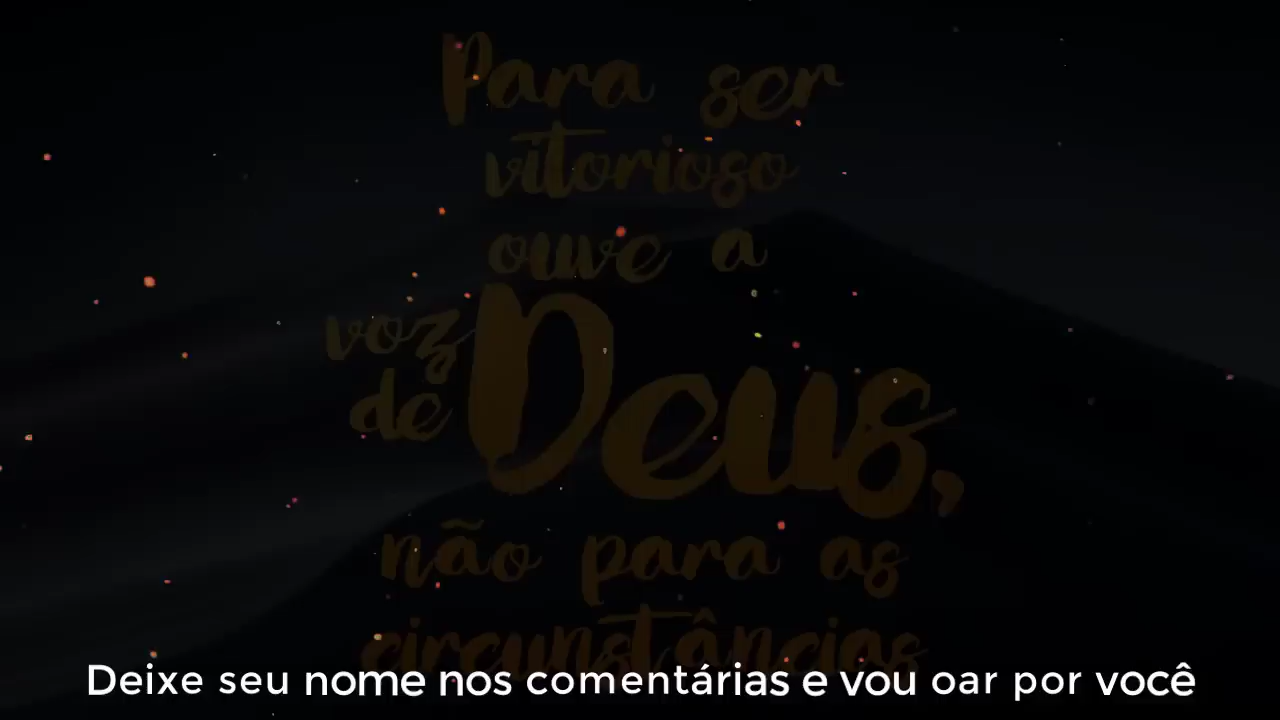 Para ser
vitorioso
ouve a
voz
de Deus,
não para as
circunstâncias
Deixe seu nome nos comentárias e vou oar por você